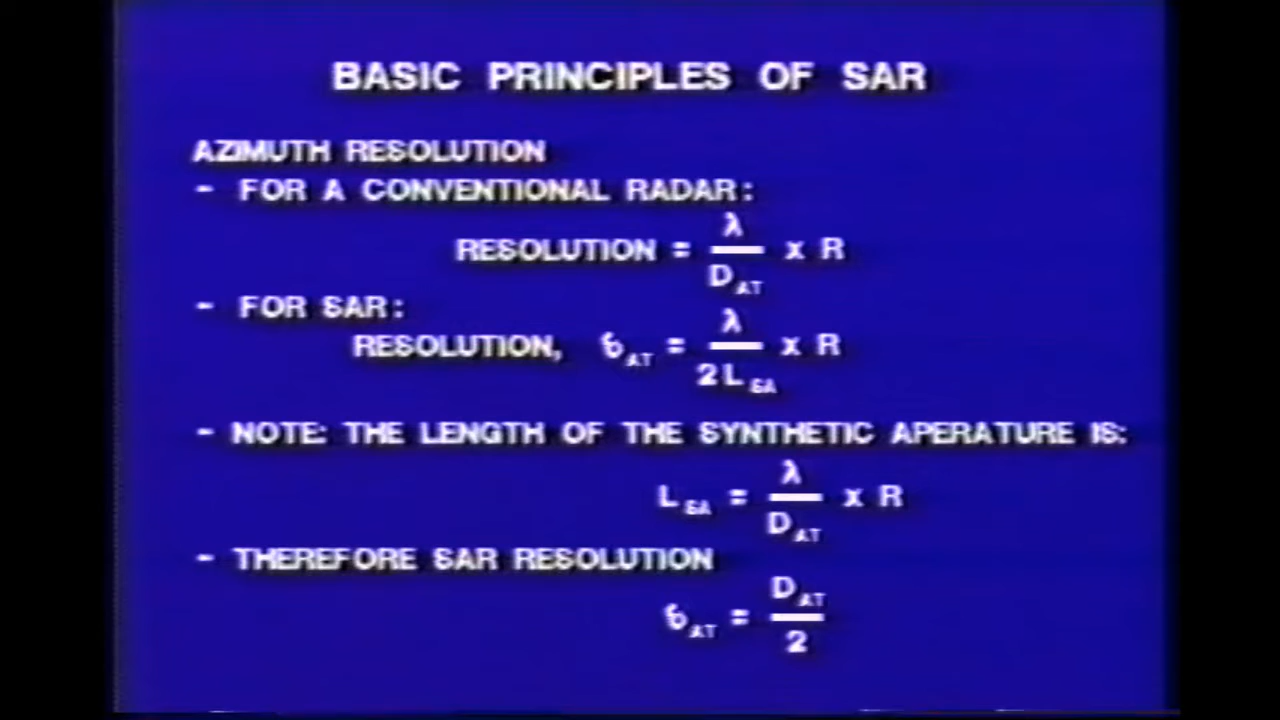 BASIC PRINCIPLES OF SAR
AZIMUTH RESOLUTION
- FOR A CONVENTIONAL RADAR:
RESOLUTION = λ / D_AT x R
- FOR SAR:
RESOLUTION, δ_AT = λ / 2L_SA x R
- NOTE: THE LENGTH OF THE SYNTHETIC APERATURE IS:
L_SA = λ / D_AT x R
- THEREFORE SAR RESOLUTION
δ_AT = D_AT / 2